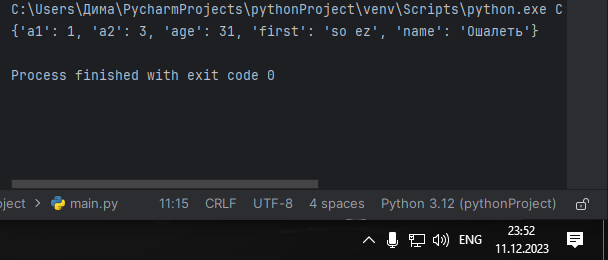 C:\Users\Дима\PycharmProjects\pythonProject\venv\Scripts\python.exe C
{'a1': 1, 'a2': 3, 'age': 31, 'first': 'so ez', 'name': 'Ошалеть'}
Process finished with exit code 0
oject > main.py 11:15 CRLF UTF-8 4 spaces Python 3.12 (pythonProject)
ENG 23:52
11.12.2023